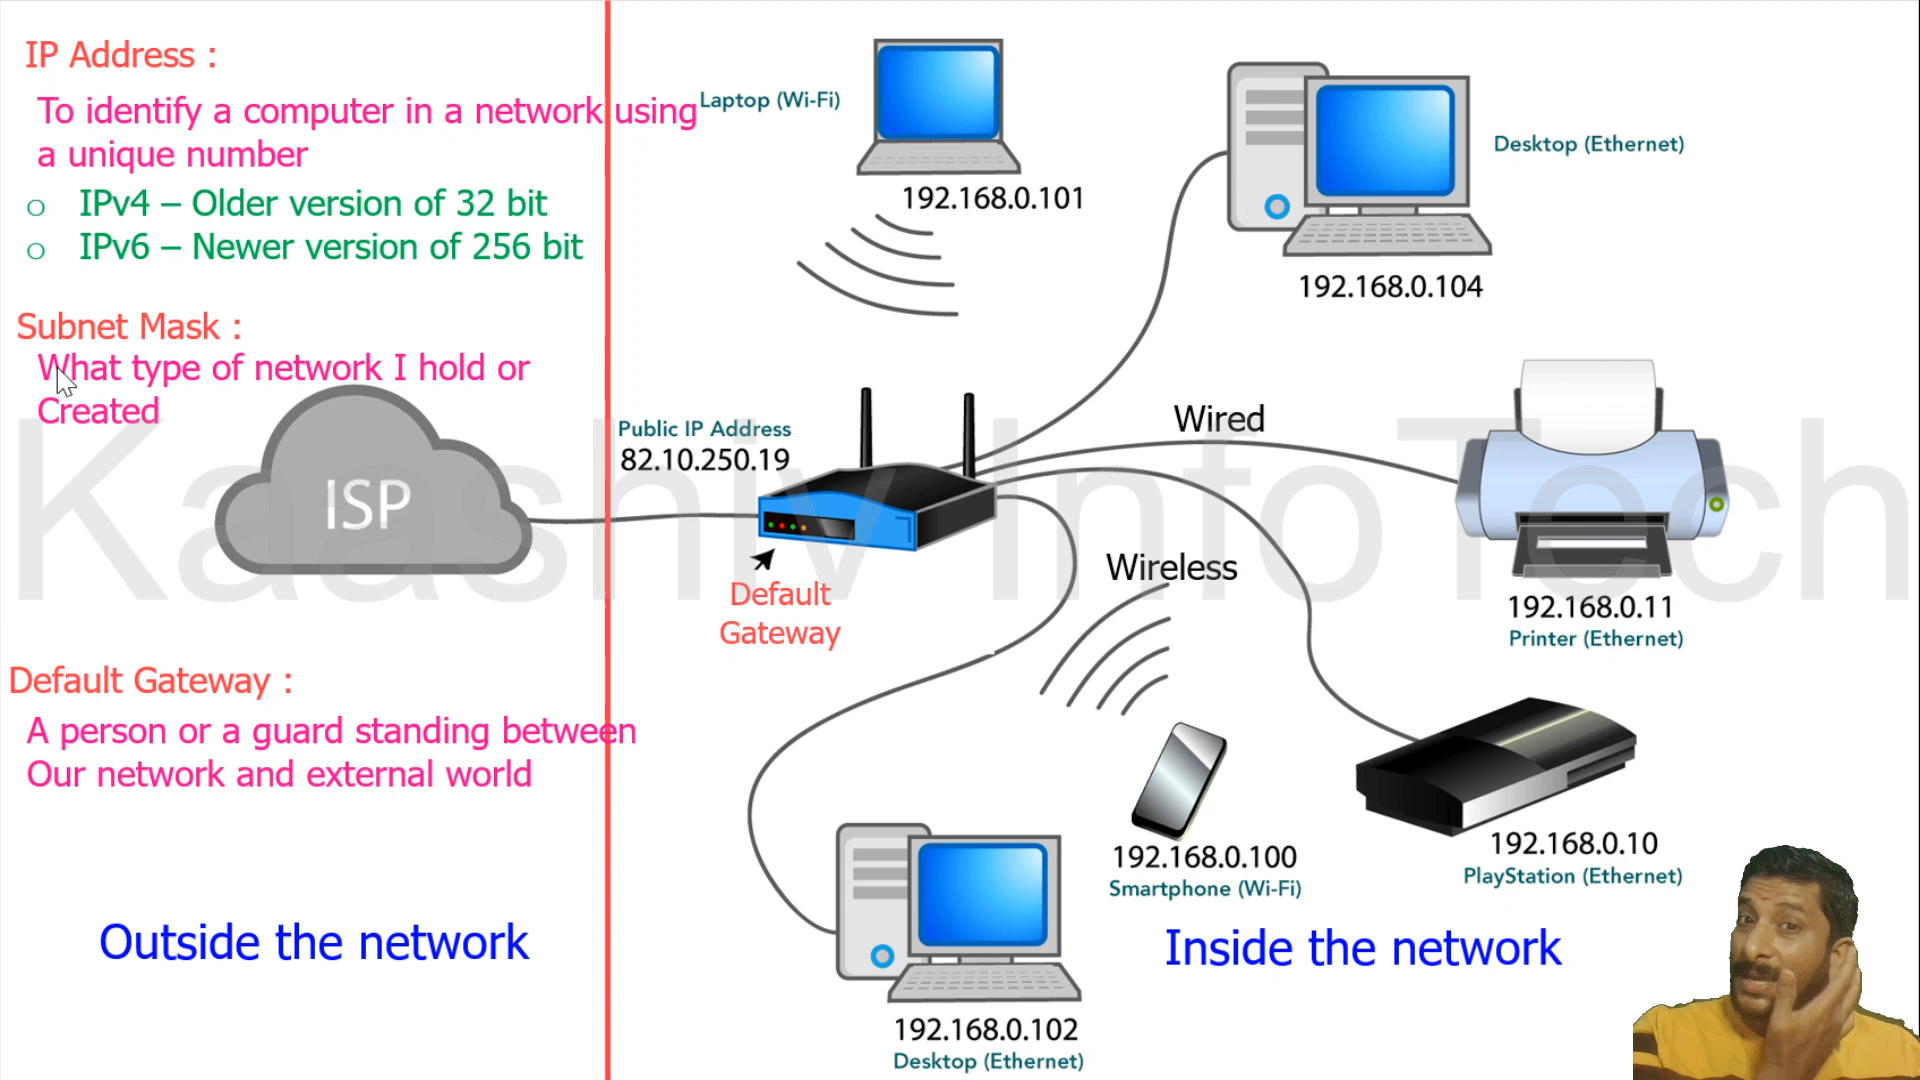 IP Address :
To identify a computer in a network using
a unique number
o IPv4 – Older version of 32 bit
o IPv6 – Newer version of 256 bit
Subnet Mask :
What type of network I hold or
Created
ISP
Default Gateway :
A person or a guard standing between
Our network and external world
Outside the network
Laptop (Wi-Fi)
192.168.0.101
Desktop (Ethernet)
192.168.0.104
Public IP Address
82.10.250.19
Default
Gateway
Wired
Wireless
192.168.0.11
Printer (Ethernet)
192.168.0.100
Smartphone (Wi-Fi)
192.168.0.10
PlayStation (Ethernet)
192.168.0.102
Desktop (Ethernet)
Inside the network
Kaashiv InfoTech